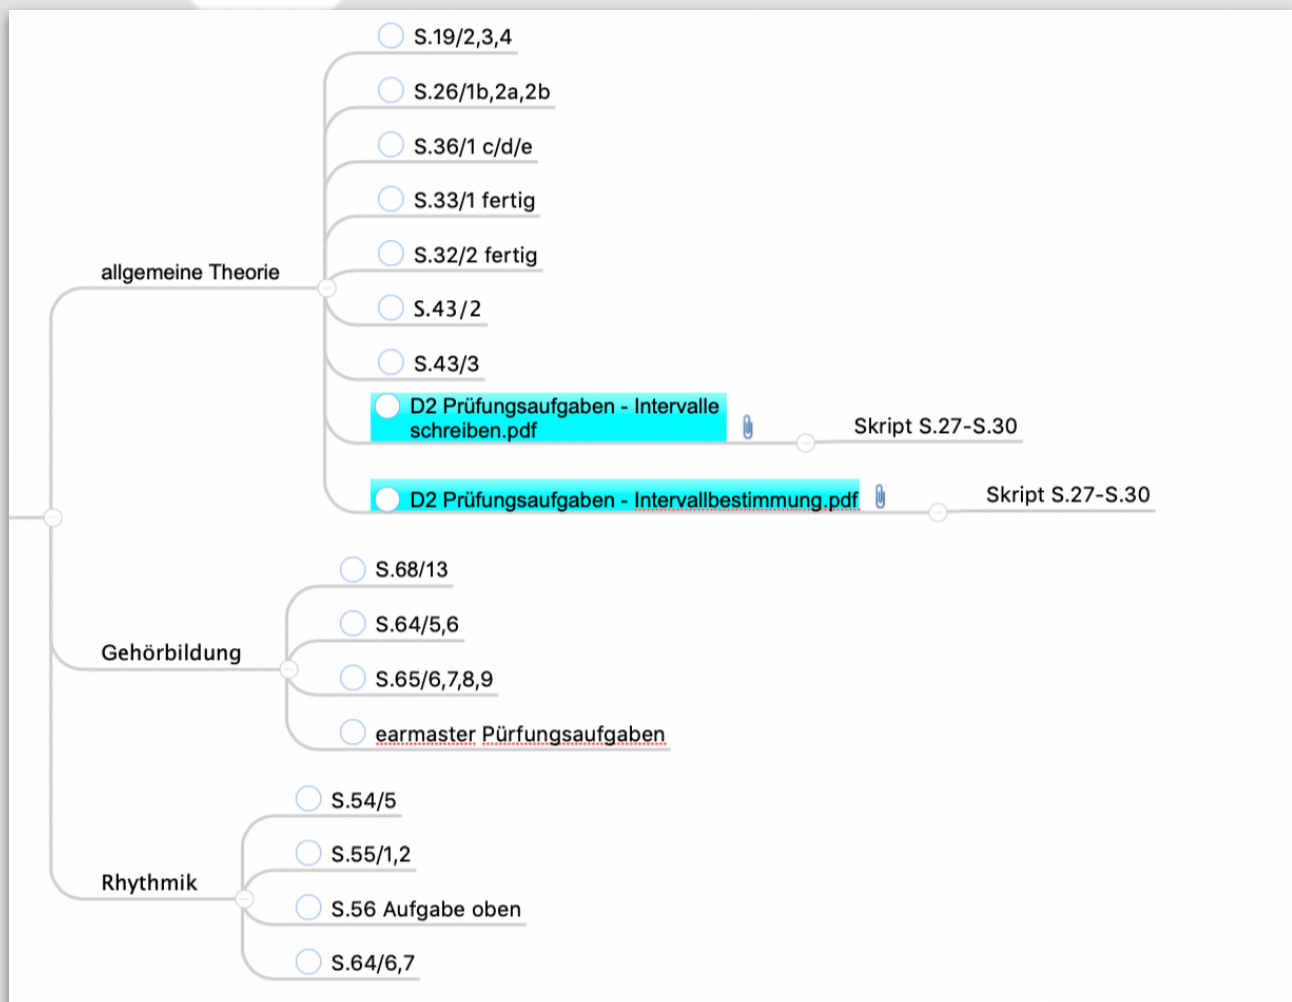 allgemeine Theorie
S.19/2,3,4
S.26/1b,2a,2b
S.36/1 c/d/e
S.33/1 fertig
S.32/2 fertig
S.43/2
S.43/3
D2 Prüfungsaufgaben - Intervalle
schreiben.pdf
Skript S.27-S.30
D2 Prüfungsaufgaben - Intervallbestimmung.pdf
Skript S.27-S.30
Gehörbildung
S.68/13
S.64/5,6
S.65/6,7,8,9
earmaster Pürfungsaufgaben
Rhythmik
S.54/5
S.55/1,2
S.56 Aufgabe oben
S.64/6,7